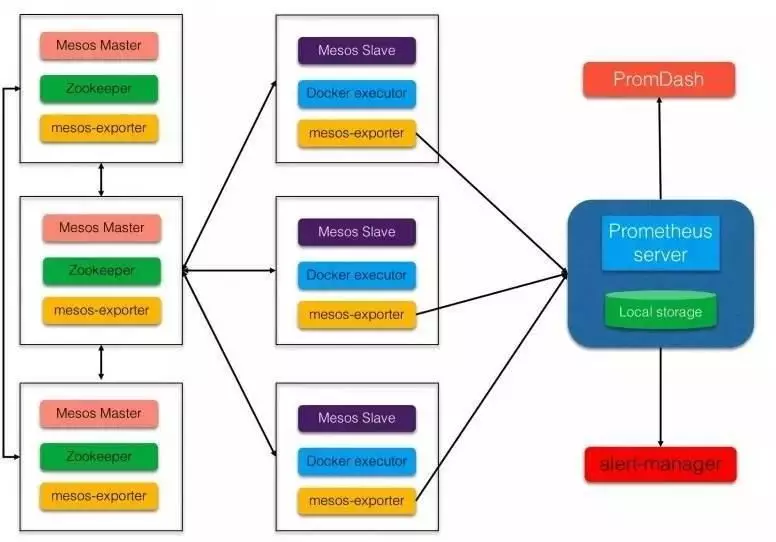 Mesos Master
Zookeeper
mesos-exporter
Mesos Master
Zookeeper
mesos-exporter
Mesos Master
Zookeeper
mesos-exporter
Mesos Slave
Docker executor
mesos-exporter
Mesos Slave
Docker executor
mesos-exporter
Mesos Slave
Docker executor
mesos-exporter
PromDash
Prometheus
server
Local storage
alert-manager